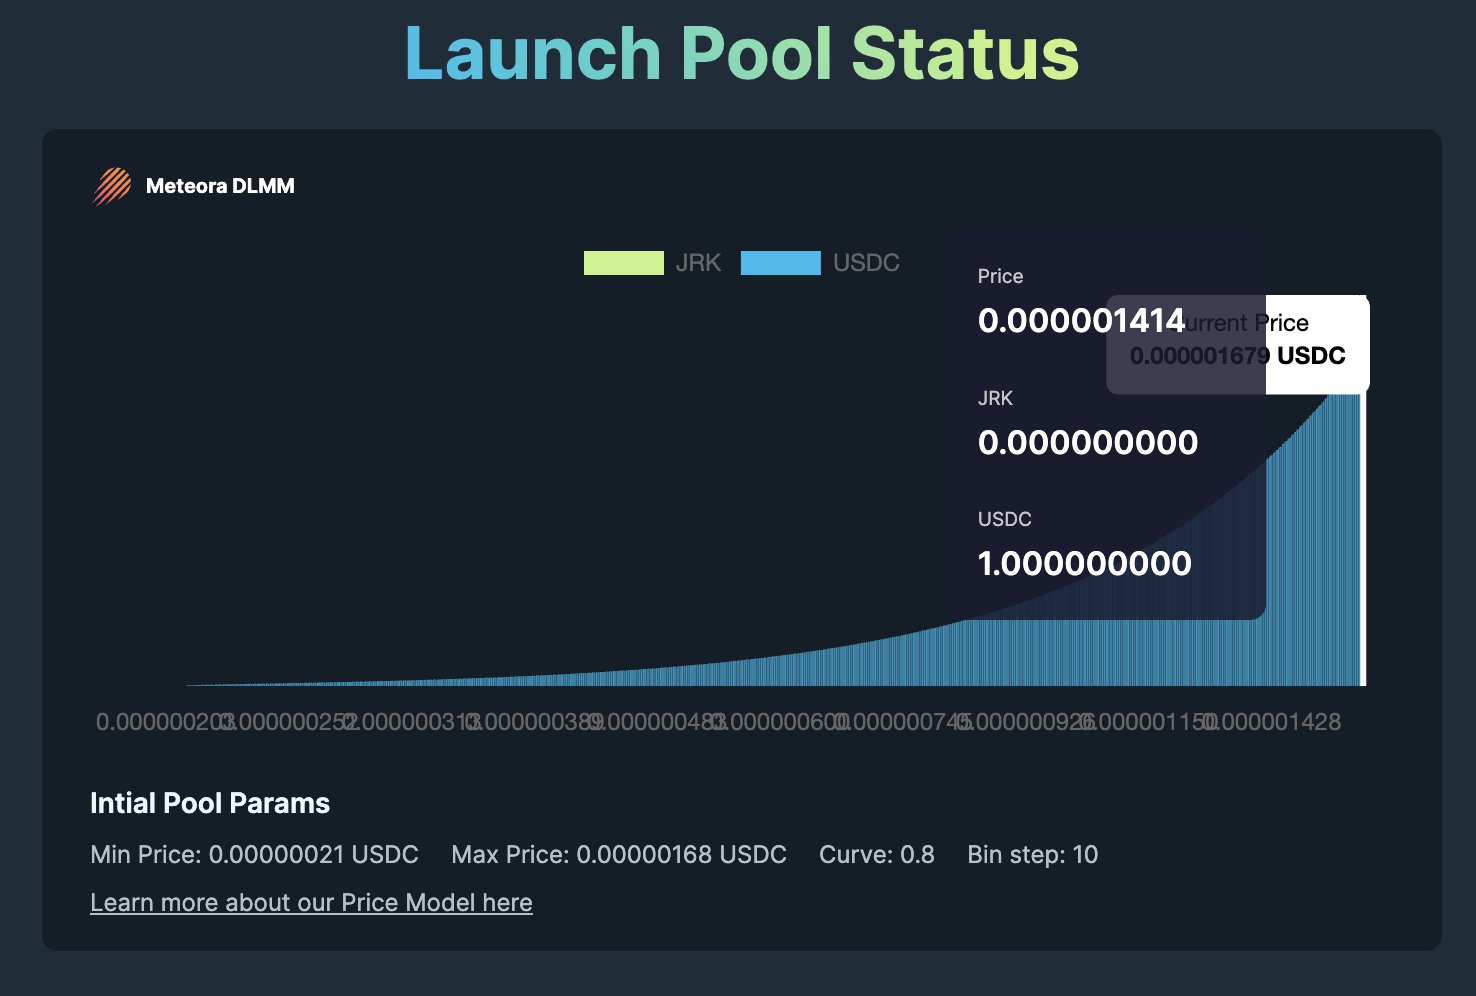 Launch Pool Status
Meteora DLMM
JRK
USDC
Price
0.000001414
Current Price
0.000001679 USDC
JRK
0.000000000
USDC
1.000000000
0.000000203
0.000000252
0.000000313
0.000000389
0.000000483
0.000000600
0.000000745
0.000000926
0.000001150
0.000001428
Intial Pool Params
Min Price: 0.00000021 USDC Max Price: 0.00000168 USDC Curve: 0.8 Bin step: 10
Learn more about our Price Model here